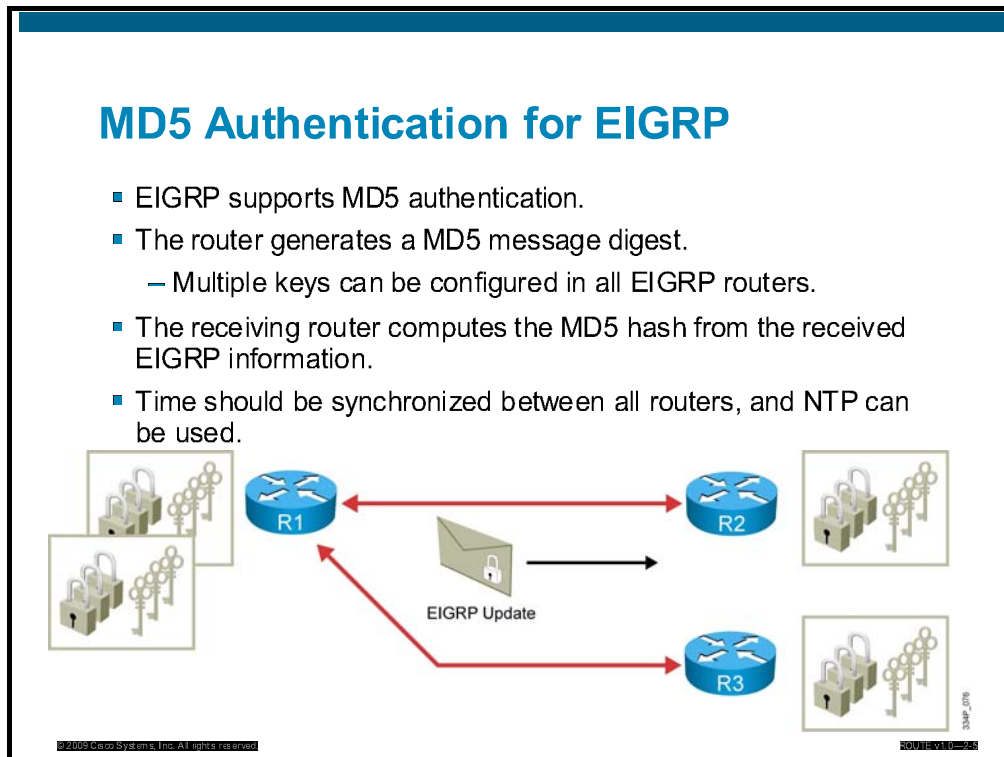 MD5 Authentication for EIGRP
EIGRP supports MD5 authentication.
The router generates a MD5 message digest.
– Multiple keys can be configured in all EIGRP routers.
The receiving router computes the MD5 hash from the received
EIGRP information.
Time should be synchronized between all routers, and NTP can
be used.
R1
R2
EIGRP Update
R3
334P_076
© 2009 Cisco Systems, Inc. All rights reserved.
ROUTE v1.0—2-5